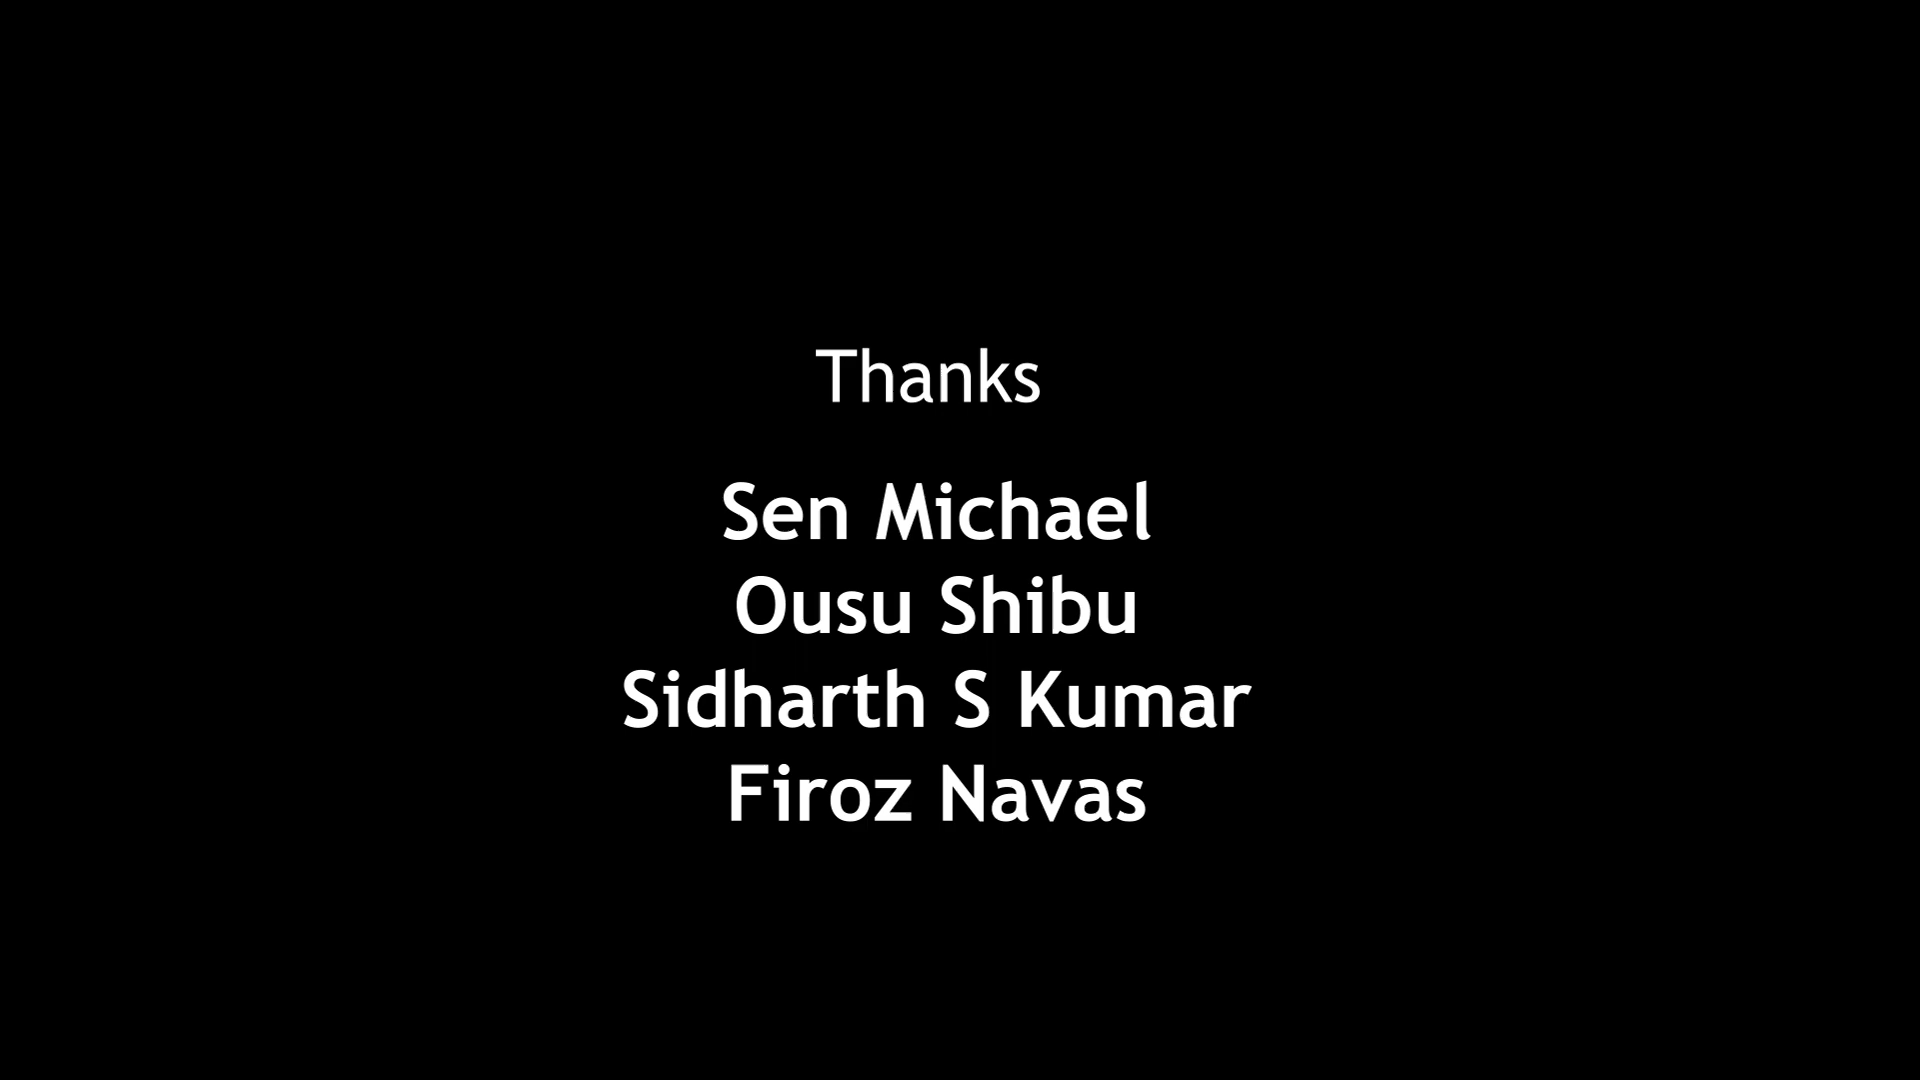 Thanks
Sen Michael
Ousu Shibu
Sidharth S Kumar
Firoz Navas